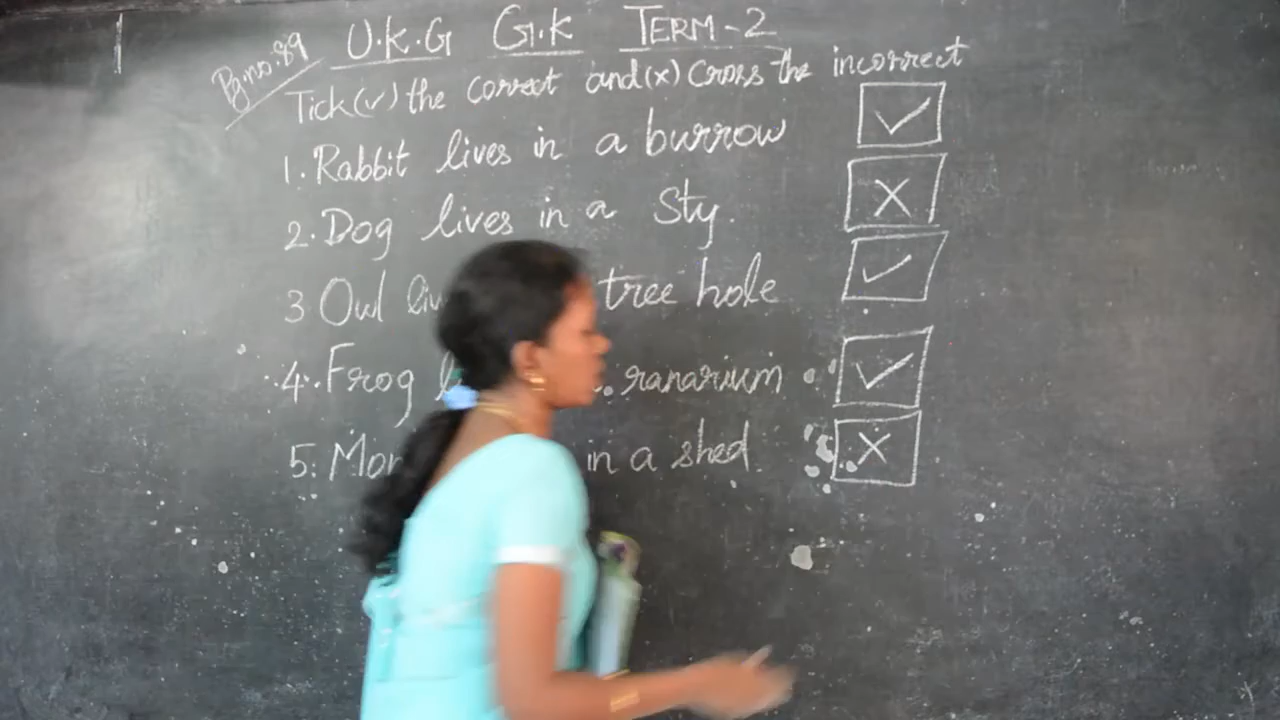 U.K.G G.K TERM-2
Pg.no:89
Tick(✓) the correct and(x) Cross the incorrect
1. Rabbit lives in a burrow ✓
2. Dog lives in a Sty. X
3 Owl tree hole ✓
4. Frog ranarium ✓
5. in a shed. X